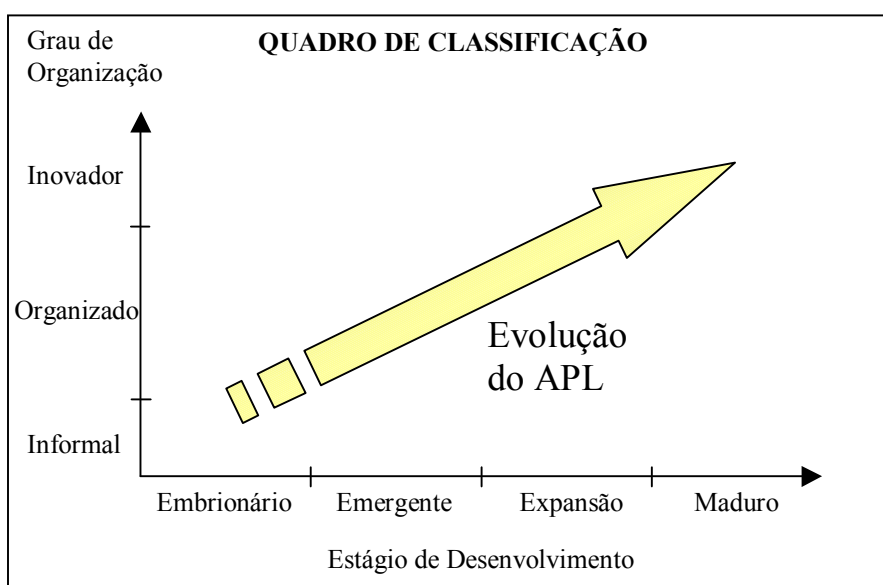 Grau de
Organização
QUADRO DE CLASSIFICAÇÃO
Inovador
Organizado
Informal
Evolução
do APL
Embrionário
Emergente
Expansão
Maduro
Estágio de Desenvolvimento